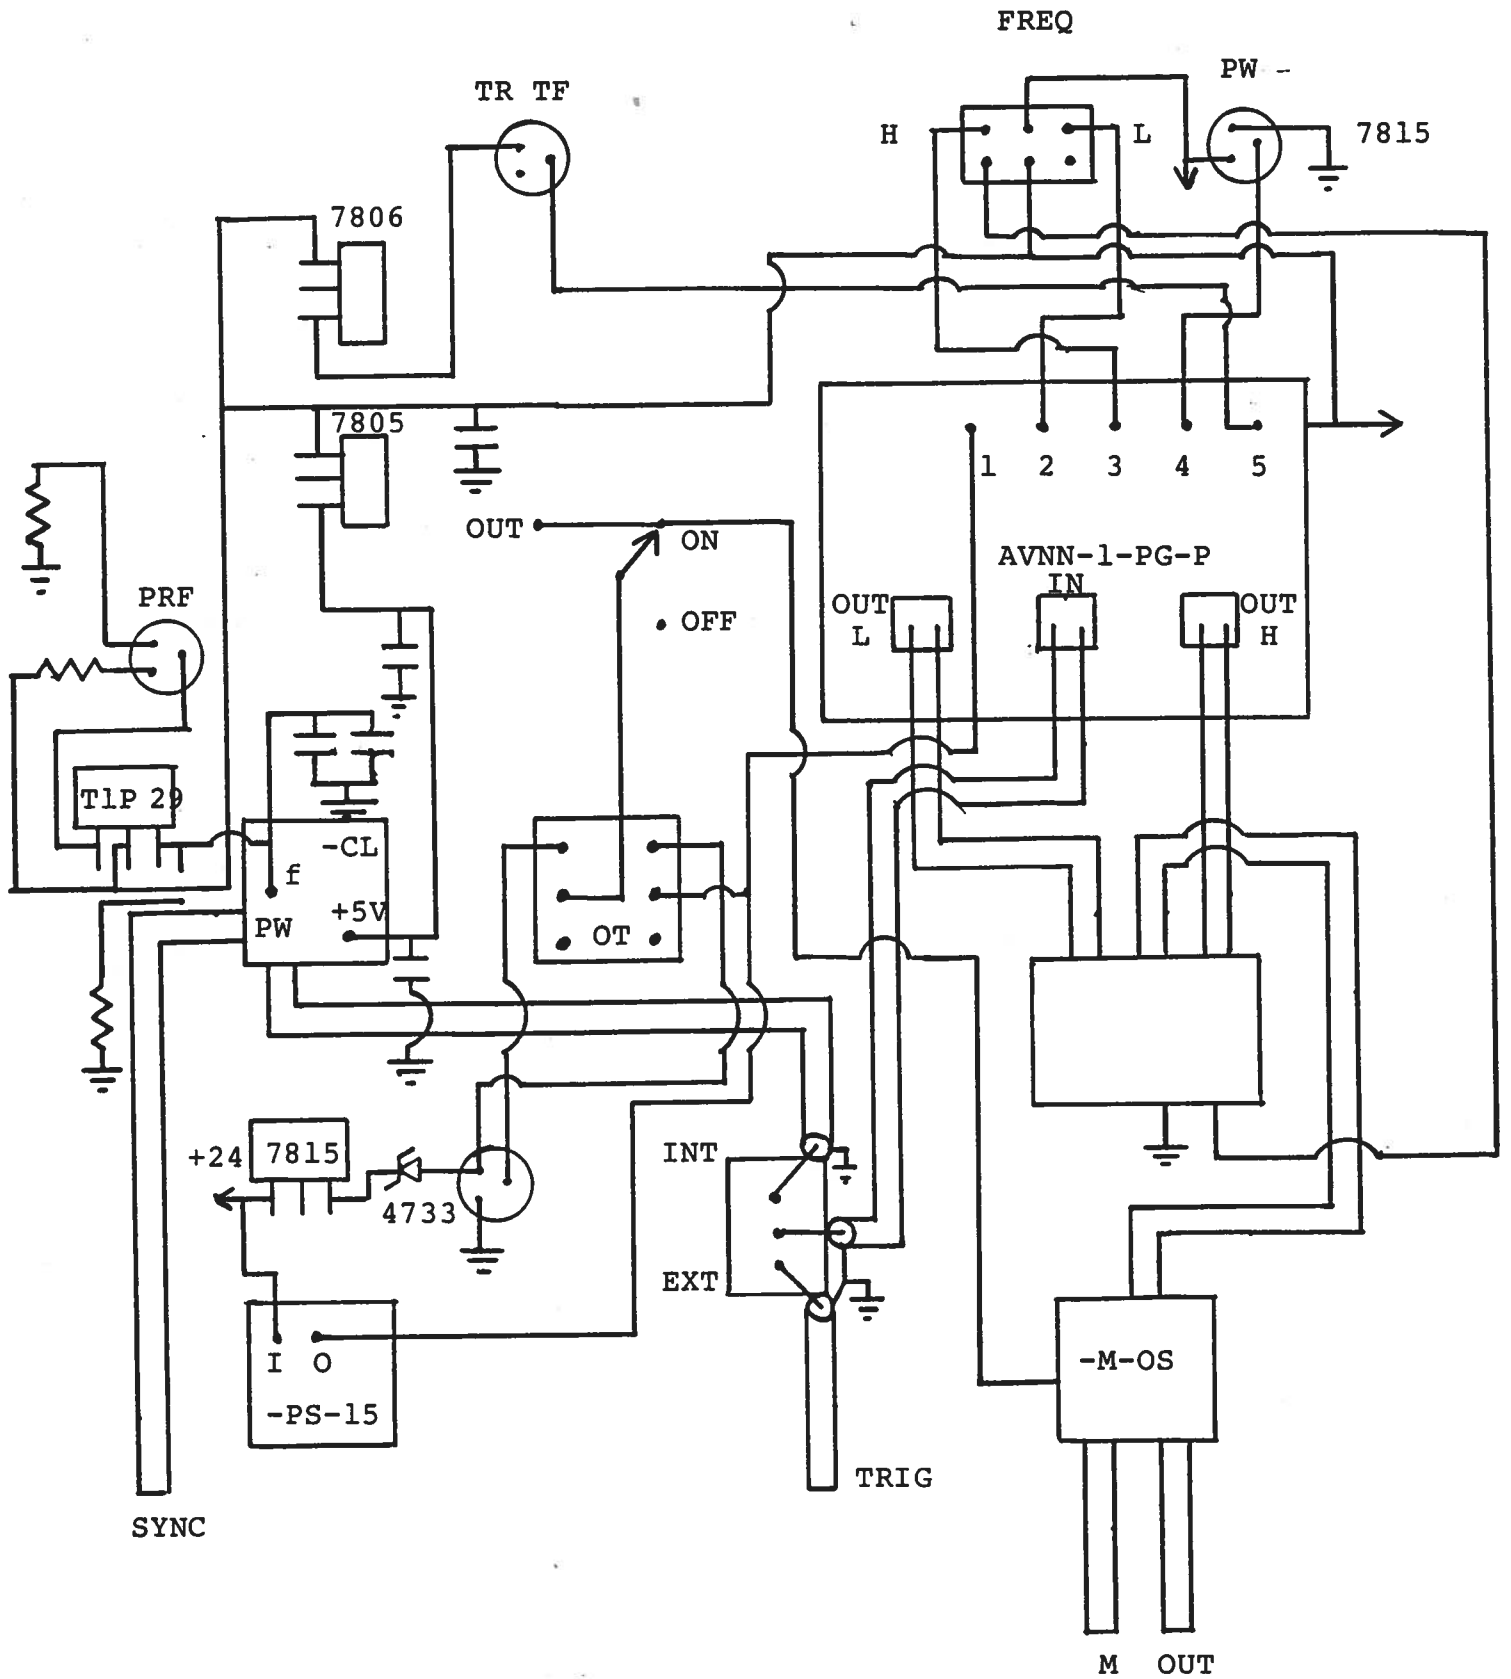 FREQ
PW -
TR TF
H
L
7815
7806
7805
1 2 3 4 5
OUT
ON
AVNN-1-PG-P
IN
PRF
OUT
L
OUT
H
OFF
T1P 29
-CL
f
+5V
PW
OT
INT
+24
7815
4733
EXT
I O
-M-OS
-PS-15
TRIG
SYNC
M OUT